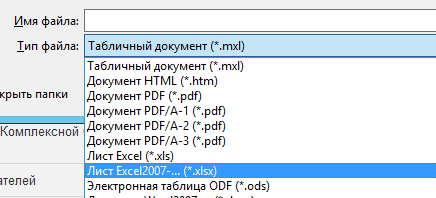 Имя файла:
Тип файла: Табличный документ (*.mxl)
Табличный документ (*.mxl)
Документ HTML (*.htm)
крыть папки Документ PDF (*.pdf)
Документ PDF/A-1 (*.pdf)
Комплексной Документ PDF/A-2 (*.pdf)
Документ PDF/A-3 (*.pdf)
Лист Excel (*.xls)
Лист Excel2007-... (*.xlsx)
ателей Электронная таблица ODF (*.ods)